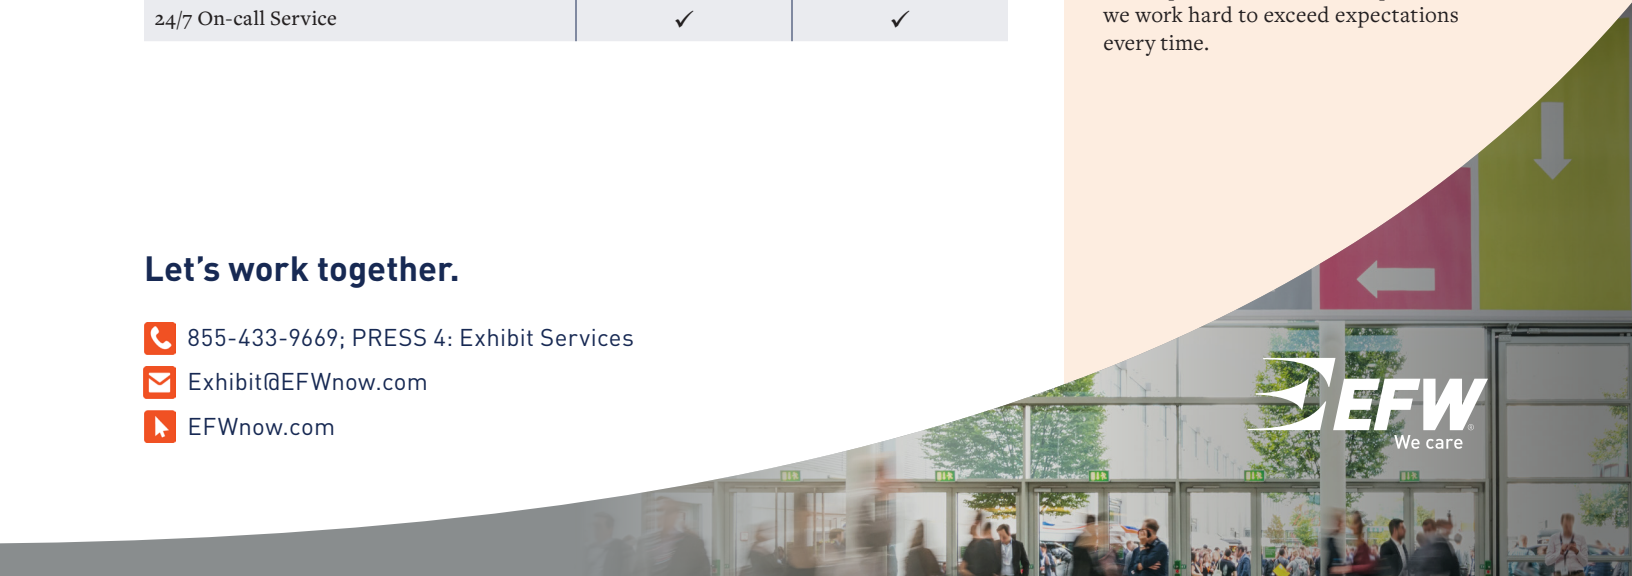 24/7 On-call Service ✓ ✓
we work hard to exceed expectations
every time.
Let’s work together.
855-433-9669; PRESS 4: Exhibit Services
Exhibit@EFWnow.com
EFWnow.com
EFW®
We care